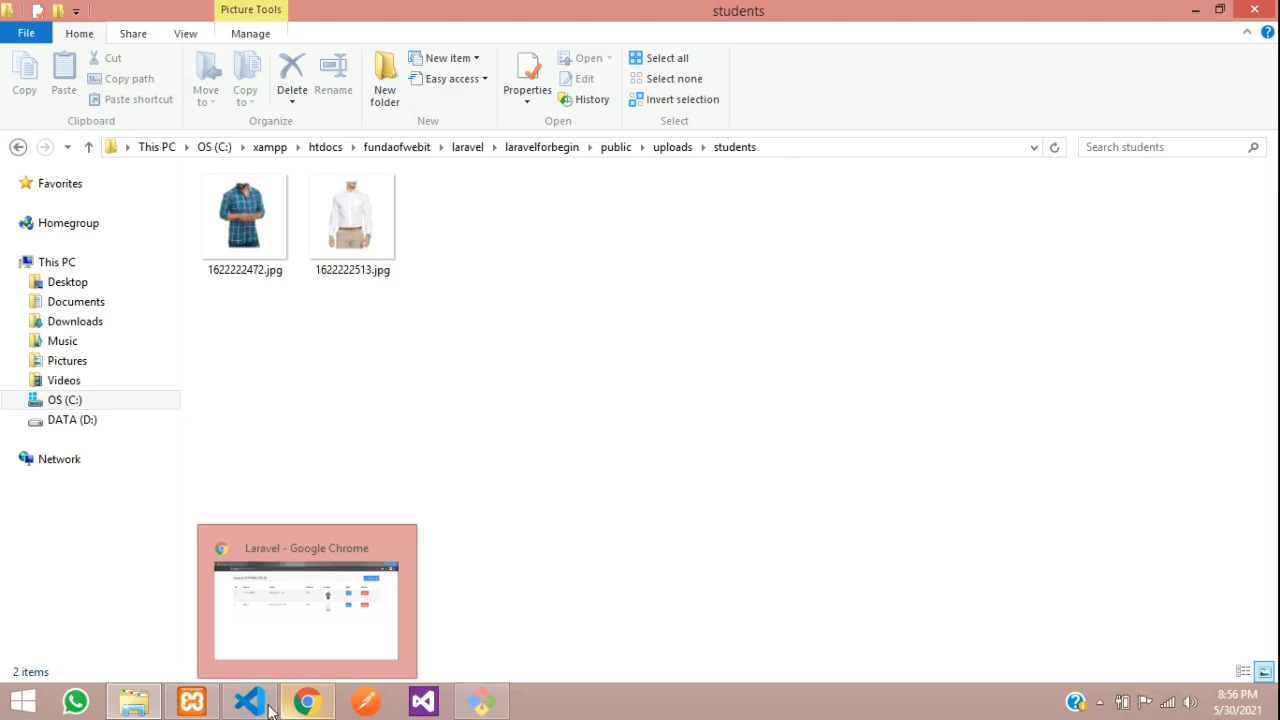 Picture Tools
students
File
Home
Share
View
Manage
Copy
Paste
Cut
Copy path
Paste shortcut
Clipboard
Move to
Copy to
Delete
Rename
Organize
New folder
New item
Easy access
New
Properties
Open
Edit
History
Open
Select all
Select none
Invert selection
Select
This PC
OS (C:)
xampp
htdocs
fundaofwebit
laravel
laravelforbegin
public
uploads
students
Search students
Favorites
Homegroup
This PC
Desktop
Documents
Downloads
Music
Pictures
Videos
OS (C:)
DATA (D:)
Network
1622222472.jpg
1622222513.jpg
Laravel - Google Chrome
2 items
8:56 PM
5/30/2021